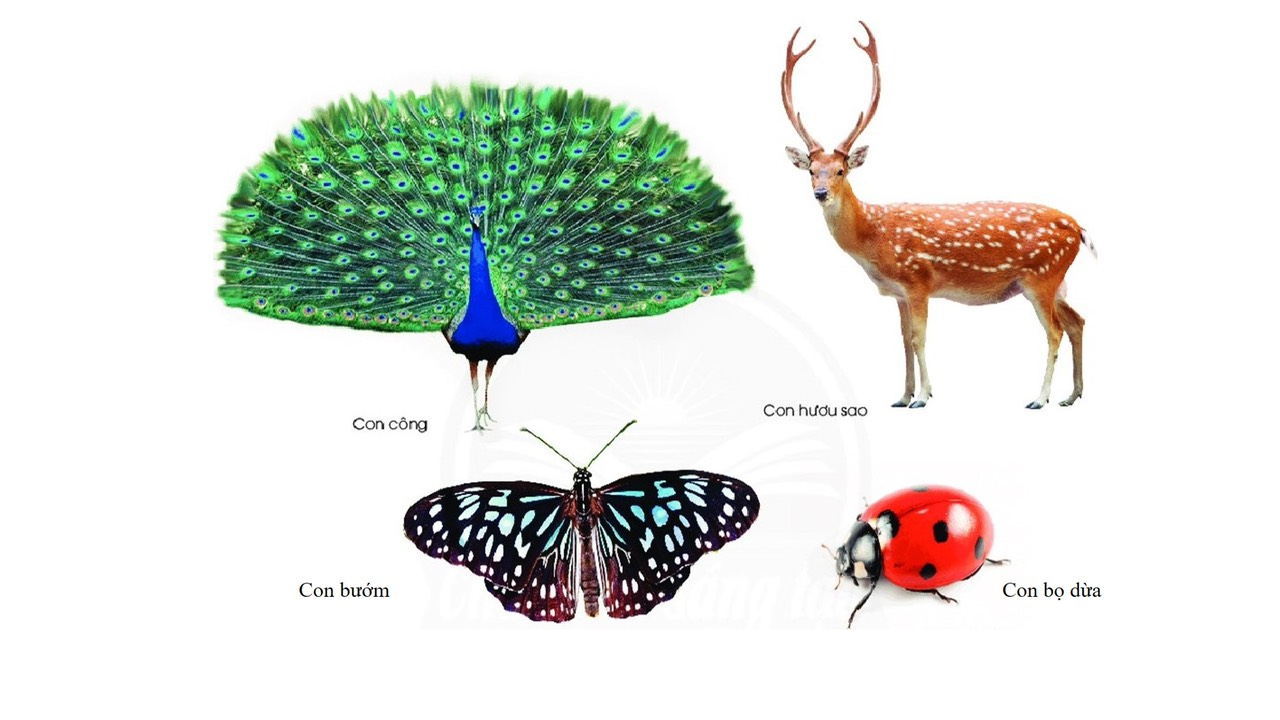 Con công
Con hươu sao
Con bướm
Con bọ dừa